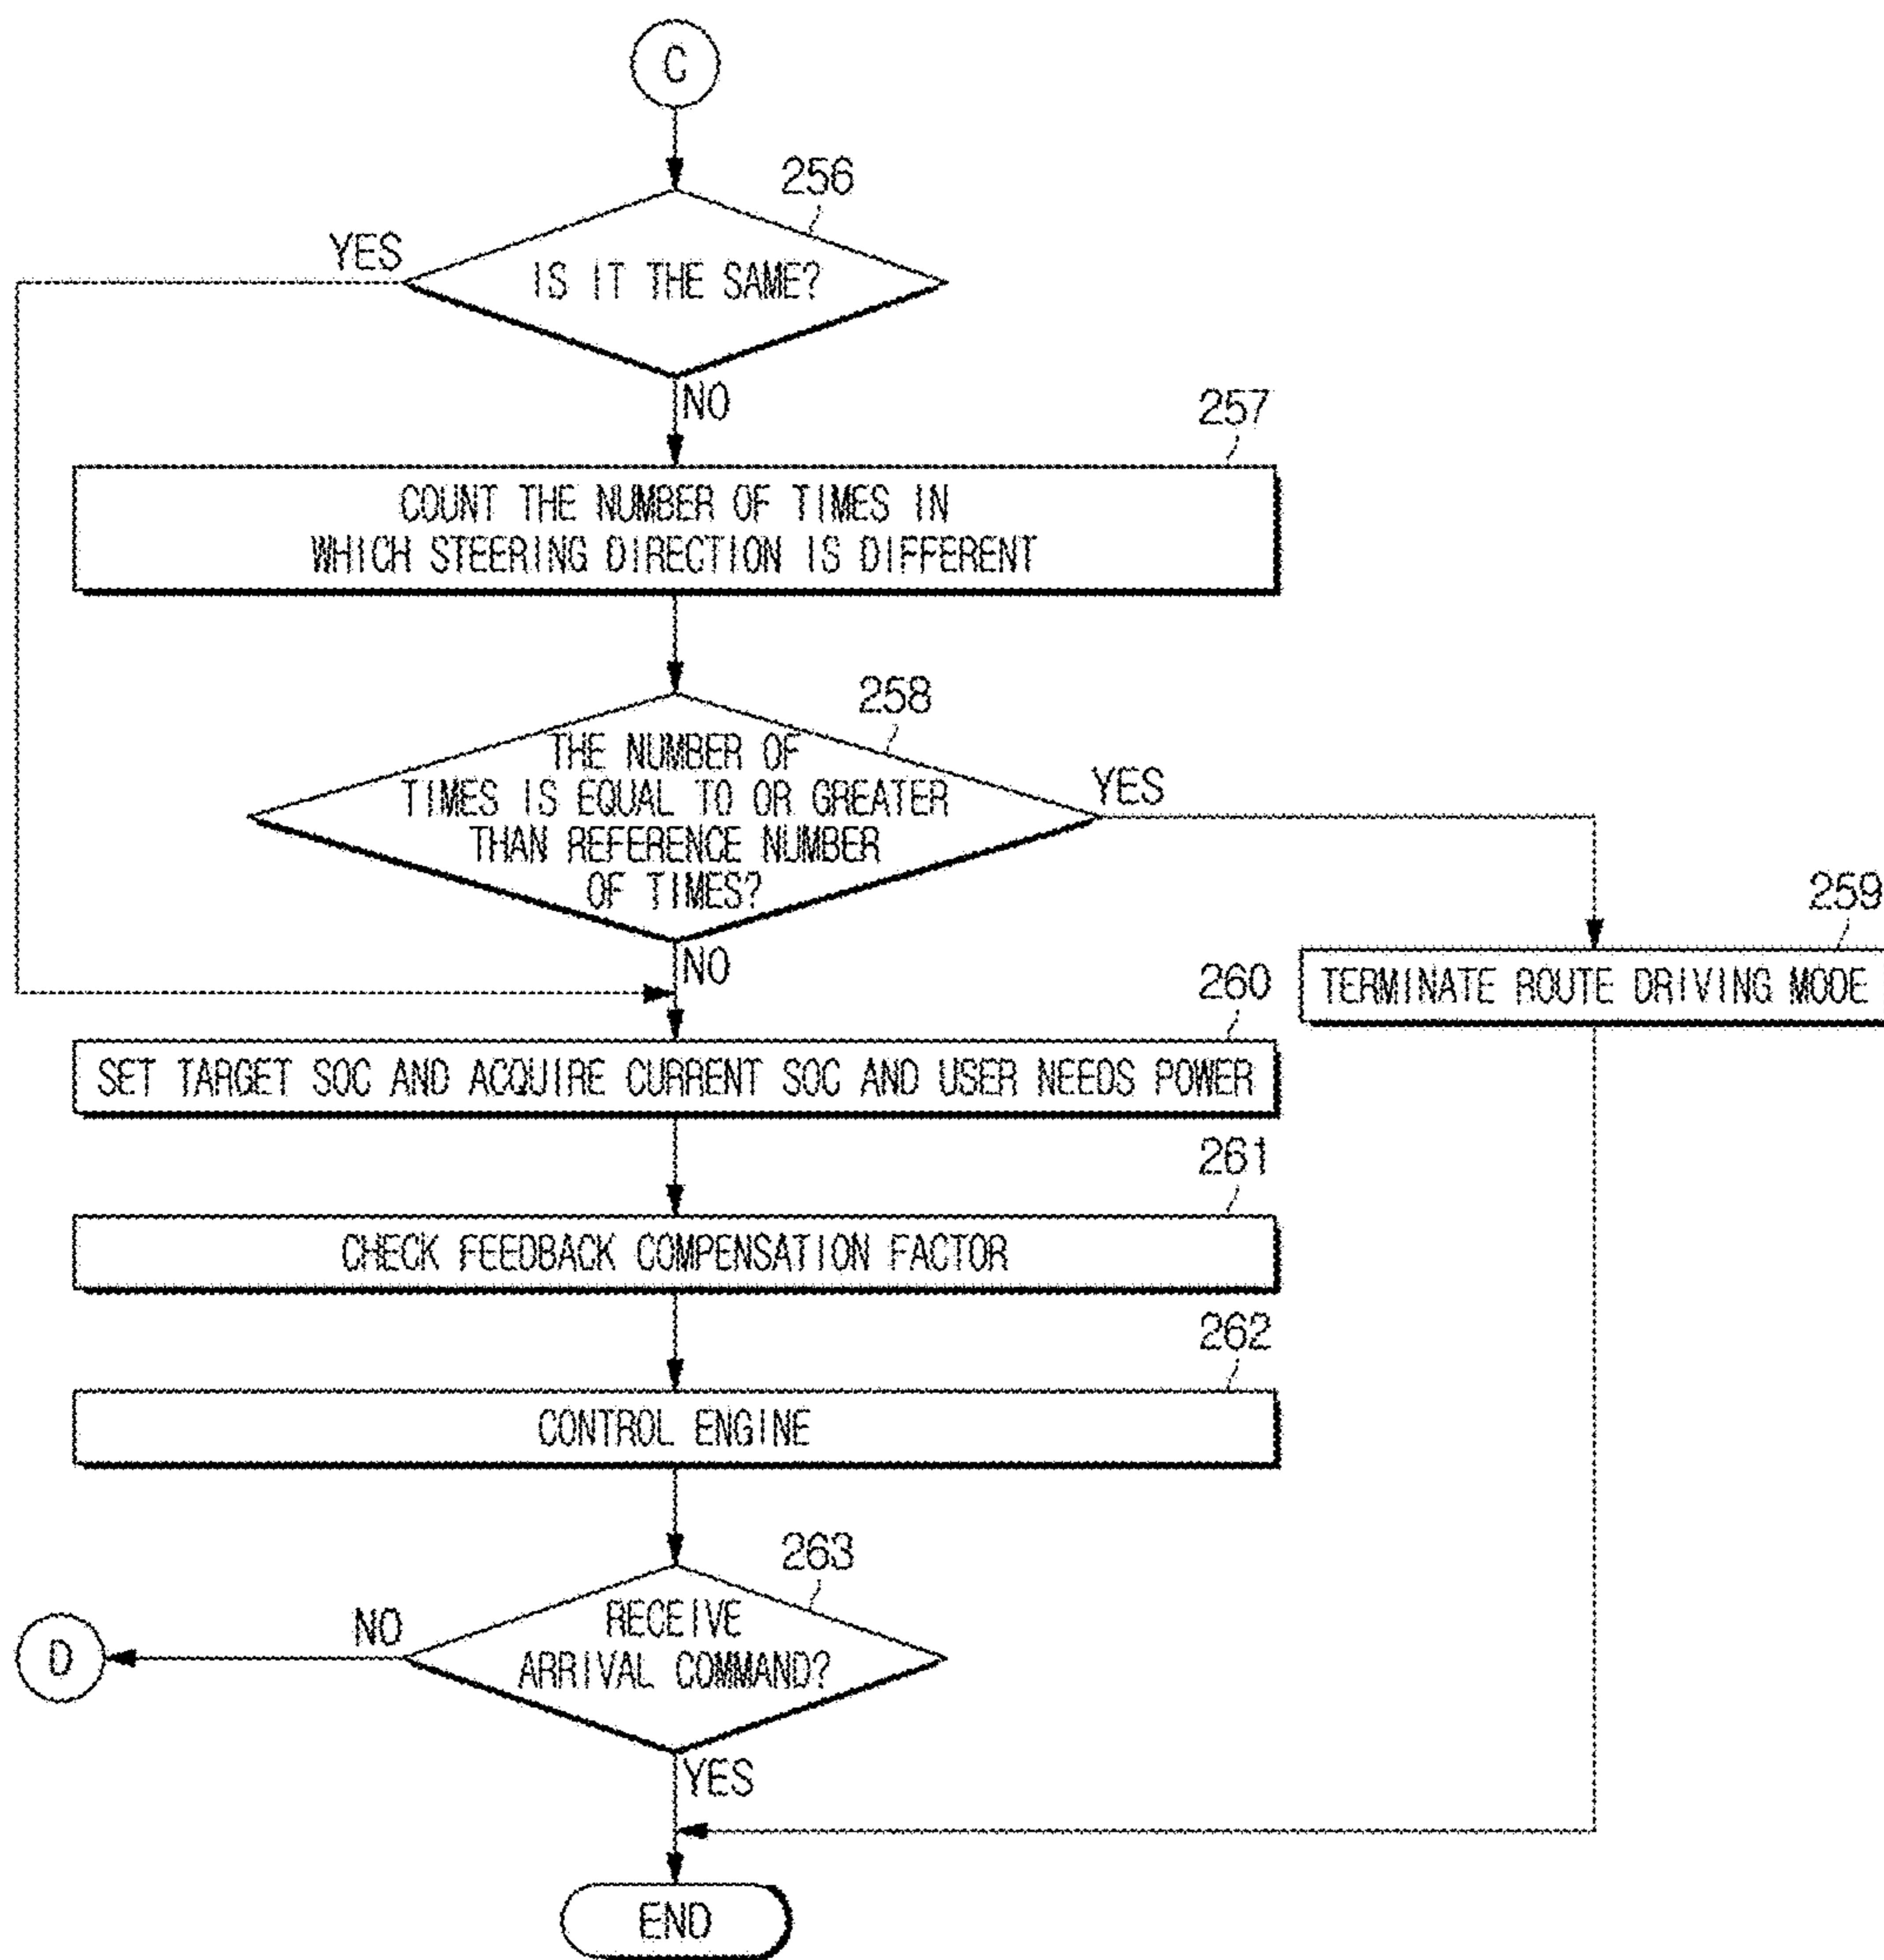 C
256
YES
IS IT THE SAME?
NO
257
COUNT THE NUMBER OF TIMES IN
WHICH STEERING DIRECTION IS DIFFERENT
258
THE NUMBER OF
TIMES IS EQUAL TO OR GREATER
THAN REFERENCE NUMBER
OF TIMES?
YES
NO
259
TERMINATE ROUTE DRIVING MODE
260
SET TARGET SOC AND ACQUIRE CURRENT SOC AND USER NEEDS POWER
261
CHECK FEEDBACK COMPENSATION FACTOR
262
CONTROL ENGINE
263
RECEIVE
ARRIVAL COMMAND?
NO
D
YES
END